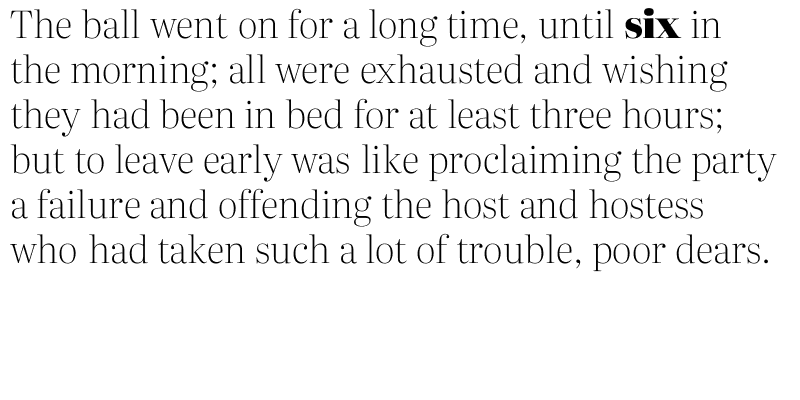 The ball went on for a long time, until six in
the morning; all were exhausted and wishing
they had been in bed for at least three hours;
but to leave early was like proclaiming the party
a failure and offending the host and hostess
who had taken such a lot of trouble, poor dears.